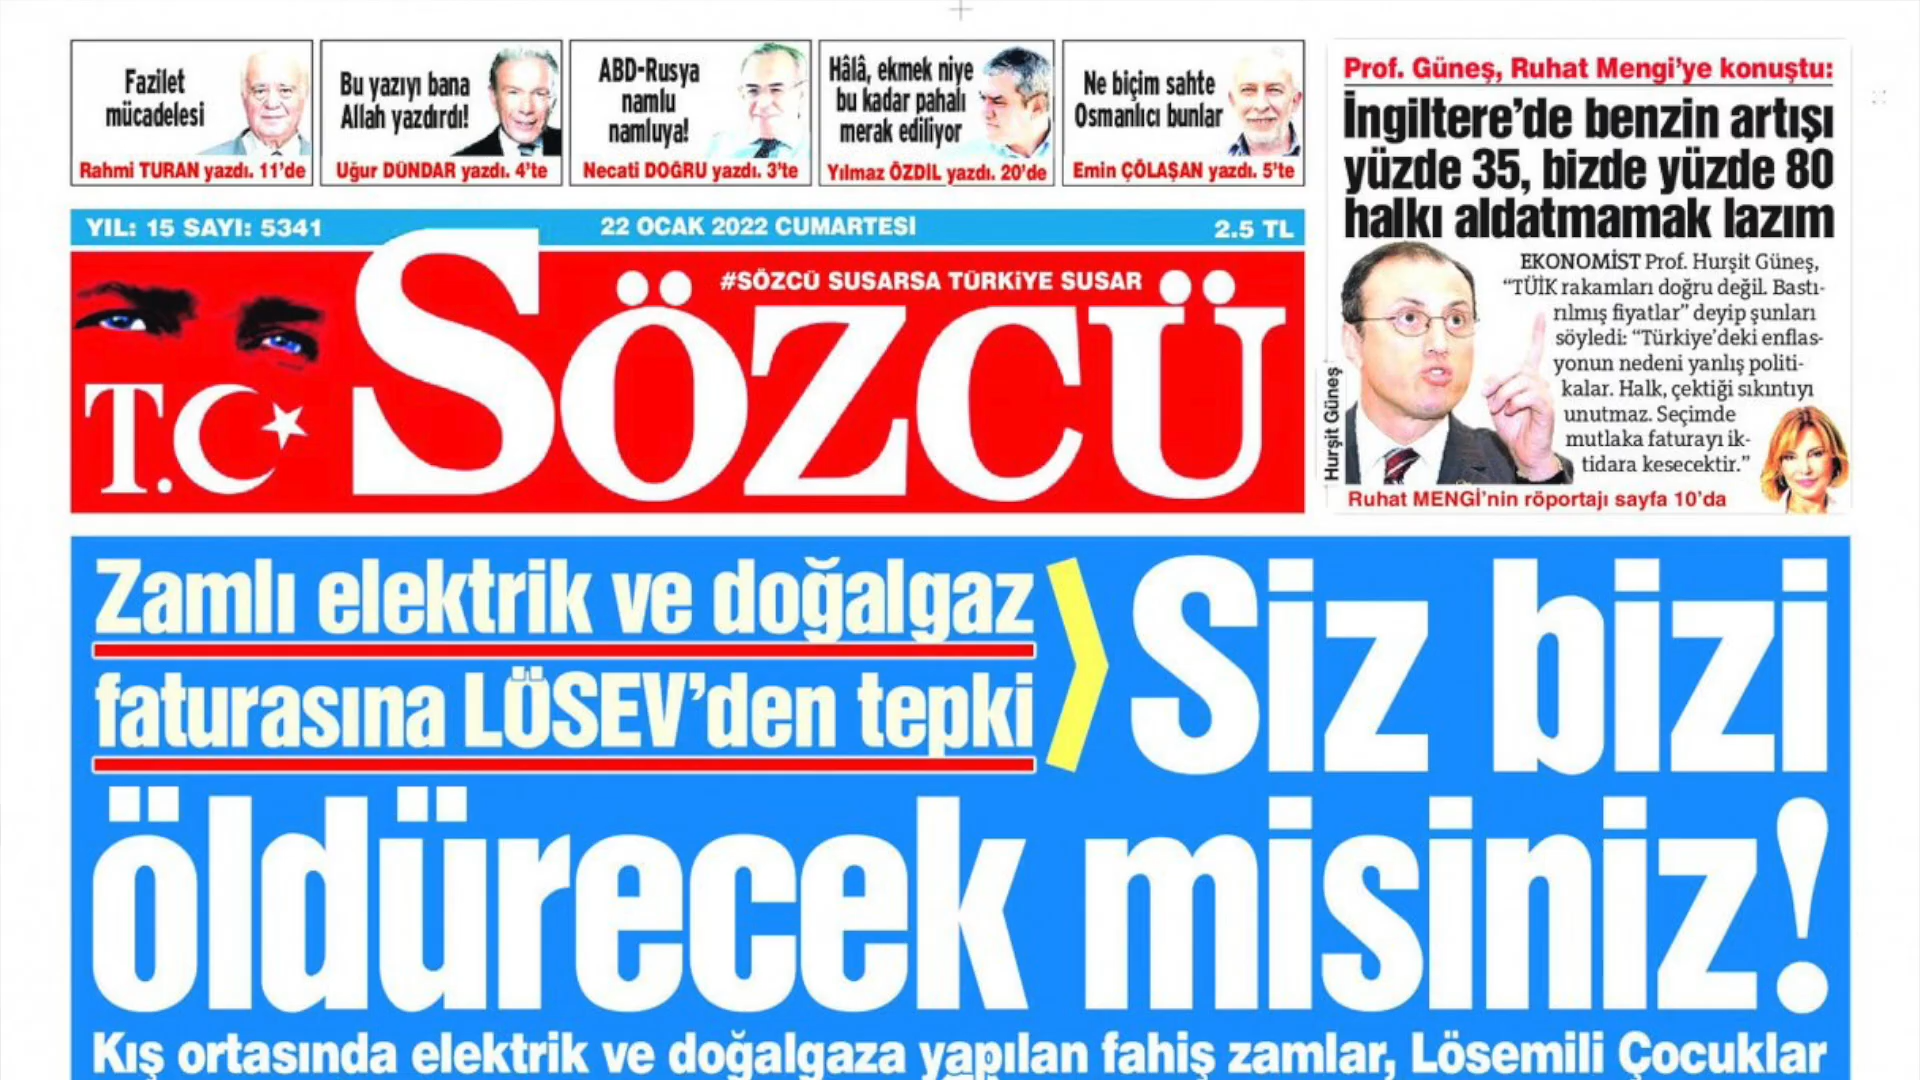 Fazilet
mücadelesi
Rahmi TURAN yazdı. 11'de
Bu yazıyı bana
Allah yazdırdı!
Uğur DÜNDAR yazdı. 4'te
ABD-Rusya
namlu
namluya!
Necati DOĞRU yazdı. 3'te
Hâlâ, ekmek niye
bu kadar pahalı
merak ediliyor
Yılmaz ÖZDİL yazdı. 20'de
Ne biçim sahte
Osmanlıcı bunlar
Emin ÇÖLAŞAN yazdı. 5'te
Prof. Güneş, Ruhat Mengi'ye konuştu:
İngiltere'de benzin artışı
yüzde 35, bizde yüzde 80
halkı aldatmamak lazım
EKONOMİST Prof. Hurşit Güneş,
"TÜİK rakamları doğru değil. Bastı-
rılmış fiyatlar" deyip şunları
söyledi: "Türkiye'deki enflas-
yonun nedeni yanlış politi-
kalar. Halk, çektiği sıkıntıyı
unutmaz. Seçimde
mutlaka faturayı ik-
tidara kesecektir."
Hurşit Güneş
Ruhat MENGİ'nin röportajı sayfa 10'da
YIL: 15 SAYI: 5341
22 OCAK 2022 CUMARTESİ
2.5 TL
#SÖZCÜ SUSARSA TÜRKİYE SUSAR
T.C
SÖZCÜ
Zamlı elektrik ve doğalgaz
faturasına LÖSEV'den tepki
Siz bizi
öldürecek misiniz!
Kış ortasında elektrik ve doğalgaza yapılan fahiş zamlar, Lösemili Çocuklar